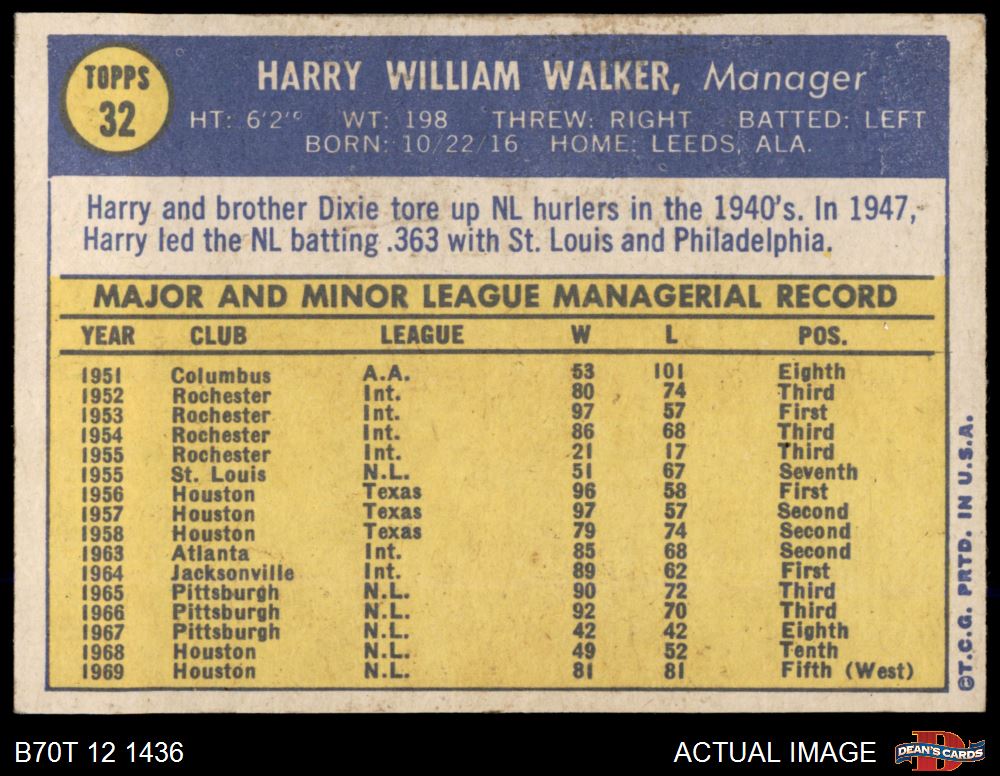 TOPPS
32
HARRY WILLIAM WALKER, Manager
HT: 6'2" WT: 198 THREW: RIGHT BATTED: LEFT
BORN: 10/22/16 HOME: LEEDS, ALA.
Harry and brother Dixie tore up NL hurlers in the 1940's. In 1947,
Harry led the NL batting .363 with St. Louis and Philadelphia.
MAJOR AND MINOR LEAGUE MANAGERIAL RECORD
YEAR CLUB LEAGUE W L POS.
1951 Columbus A.A. 53 101 Eighth
1952 Rochester Int. 80 74 Third
1953 Rochester Int. 97 57 First
1954 Rochester Int. 86 68 Third
1955 Rochester Int. 21 17 Third
1955 St. Louis N.L. 51 67 Seventh
1956 Houston Texas 96 58 First
1957 Houston Texas 97 57 Second
1958 Houston Texas 79 74 Second
1963 Atlanta Int. 85 68 Second
1964 Jacksonville Int. 89 62 First
1965 Pittsburgh N.L. 90 72 Third
1966 Pittsburgh N.L. 92 70 Third
1967 Pittsburgh N.L. 42 42 Eighth
1968 Houston N.L. 49 52 Tenth
1969 Houston N.L. 81 81 Fifth (West)
©T.C.G. PRTD. IN U.S.A.
B70T 12 1436
ACTUAL IMAGE
DEAN'S CARDS